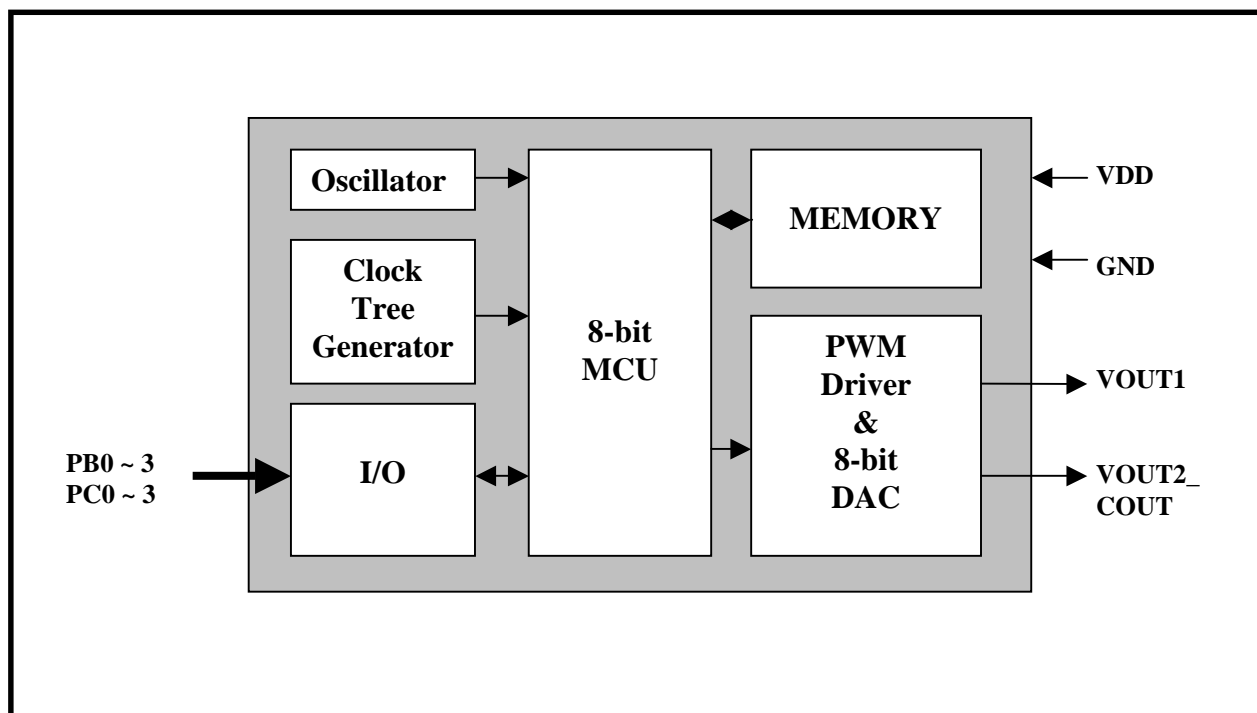 Oscillator
Clock
Tree
Generator
I/O
PB0 ~ 3
PC0 ~ 3
8-bit
MCU
MEMORY
PWM
Driver
&
8-bit
DAC
VDD
GND
VOUT1
VOUT2_
COUT